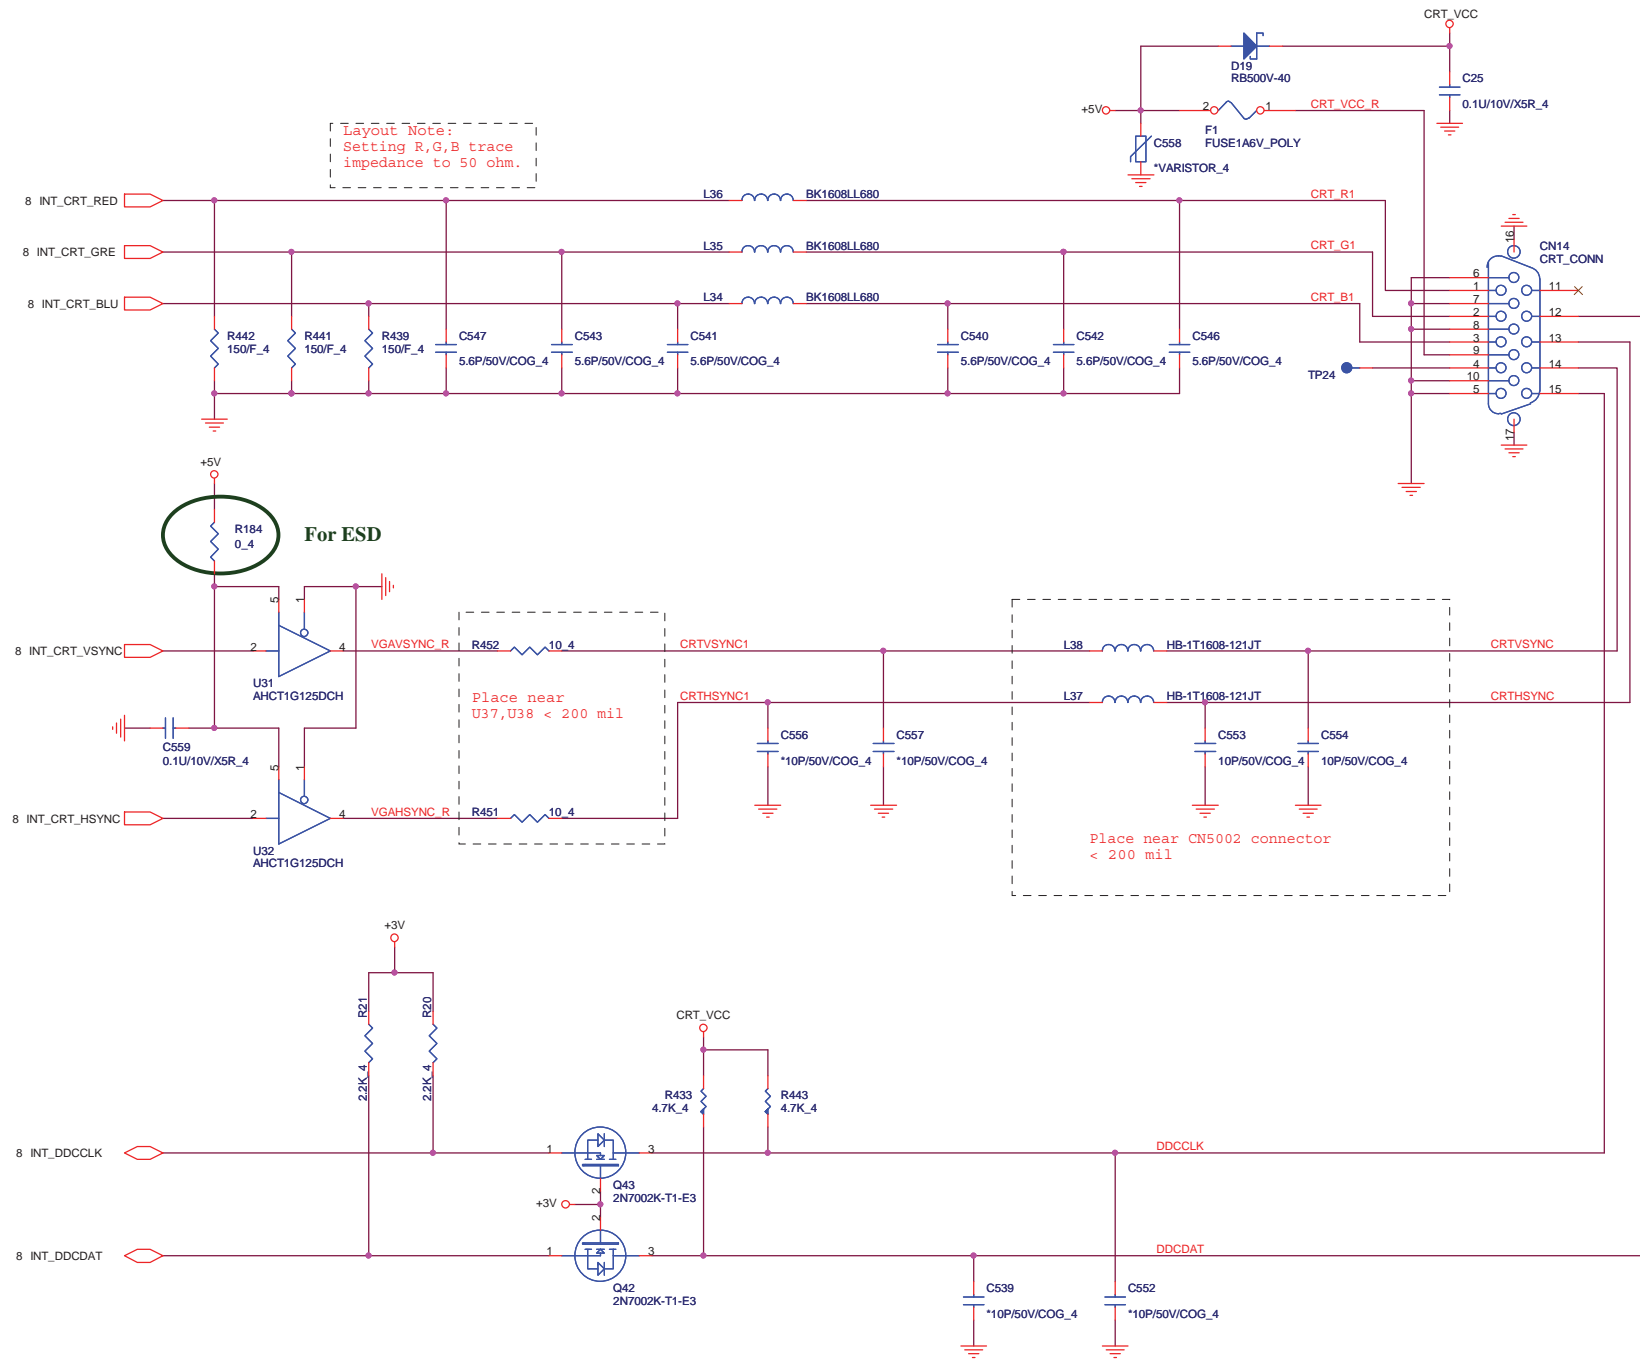 CRT_VCC
D19
RB500V-40
C25
0.1U/10V/X5R_4
+5V
2
1
CRT_VCC_R
F1
FUSE1A6V_POLY
C558
*VARISTOR_4
Layout Note:
Setting R,G,B trace
impedance to 50 ohm.
8 INT_CRT_RED
L36
BK1608LL680
CRT_R1
8 INT_CRT_GRE
L35
BK1608LL680
CRT_G1
8 INT_CRT_BLU
L34
BK1608LL680
CRT_B1
R442
150/F_4
R441
150/F_4
R439
150/F_4
C547
5.6P/50V/COG_4
C543
5.6P/50V/COG_4
C541
5.6P/50V/COG_4
C540
5.6P/50V/COG_4
C542
5.6P/50V/COG_4
C546
5.6P/50V/COG_4
16
CN14
CRT_CONN
6
1
7
2
8
3
9
4
10
5
11
12
13
14
15
17
TP24
+5V
R184
0_4
For ESD
5
1
8 INT_CRT_VSYNC
2
4
U31
AHCT1G125DCH
VGAVSYNC_R
R452
10_4
CRTVSYNC1
L38
HB-1T1608-121JT
CRTVSYNC
Place near
U37,U38 < 200 mil
CRTHSYNC1
L37
HB-1T1608-121JT
CRTHSYNC
C559
0.1U/10V/X5R_4
C556
*10P/50V/COG_4
C557
*10P/50V/COG_4
C553
10P/50V/COG_4
C554
10P/50V/COG_4
5
1
8 INT_CRT_HSYNC
2
4
U32
AHCT1G125DCH
VGAHSYNC_R
R451
10_4
Place near CN5002 connector
< 200 mil
+3V
R21
2.2K_4
R20
2.2K_4
CRT_VCC
R433
4.7K_4
R443
4.7K_4
8 INT_DDCCLK
1
3
DDCCLK
Q43
2N7002K-T1-E3
2
+3V
2
8 INT_DDCDAT
1
3
DDCDAT
Q42
2N7002K-T1-E3
C539
*10P/50V/COG_4
C552
*10P/50V/COG_4